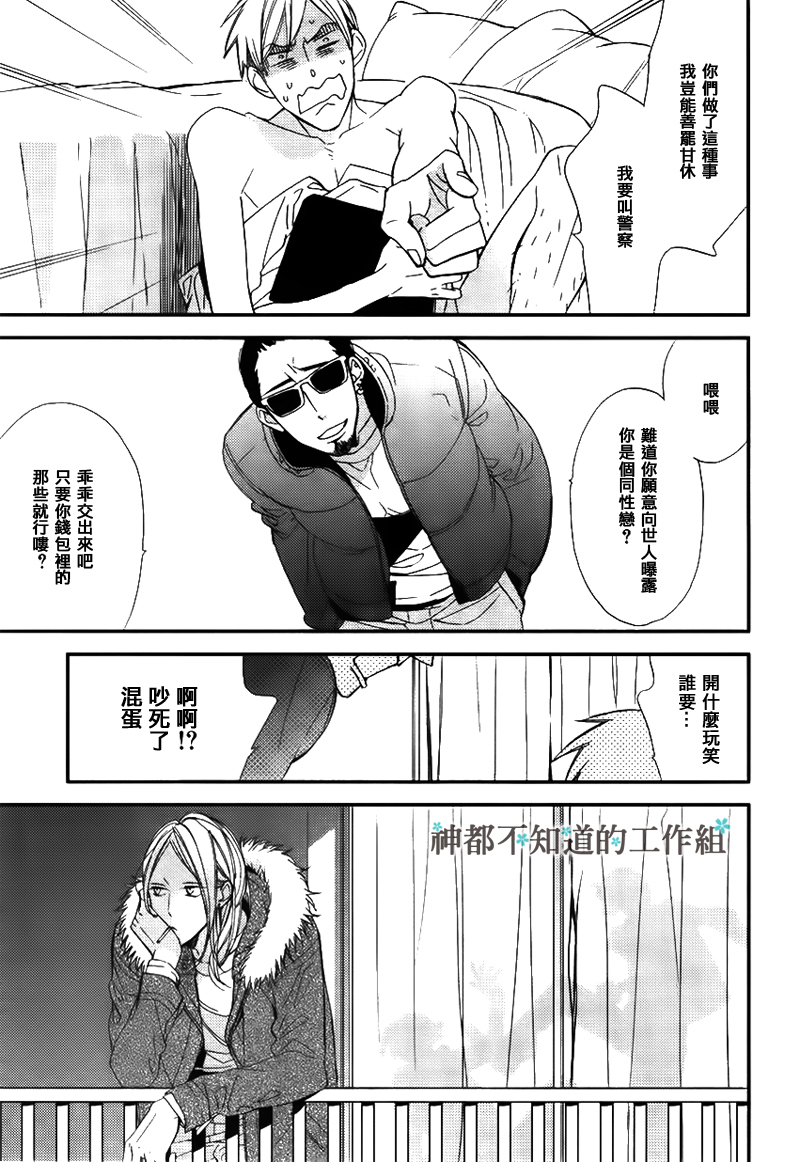 你們做了這種事
我豈能善罷甘休
我要叫警察
喂喂
難道你願意向世人曝露
你是個同性戀？
乖乖交出來吧
只要你錢包裡的
那些就行嘍？
開什麼玩笑
誰要…
啊啊!?
吵死了
混蛋
神都不知道的工作組